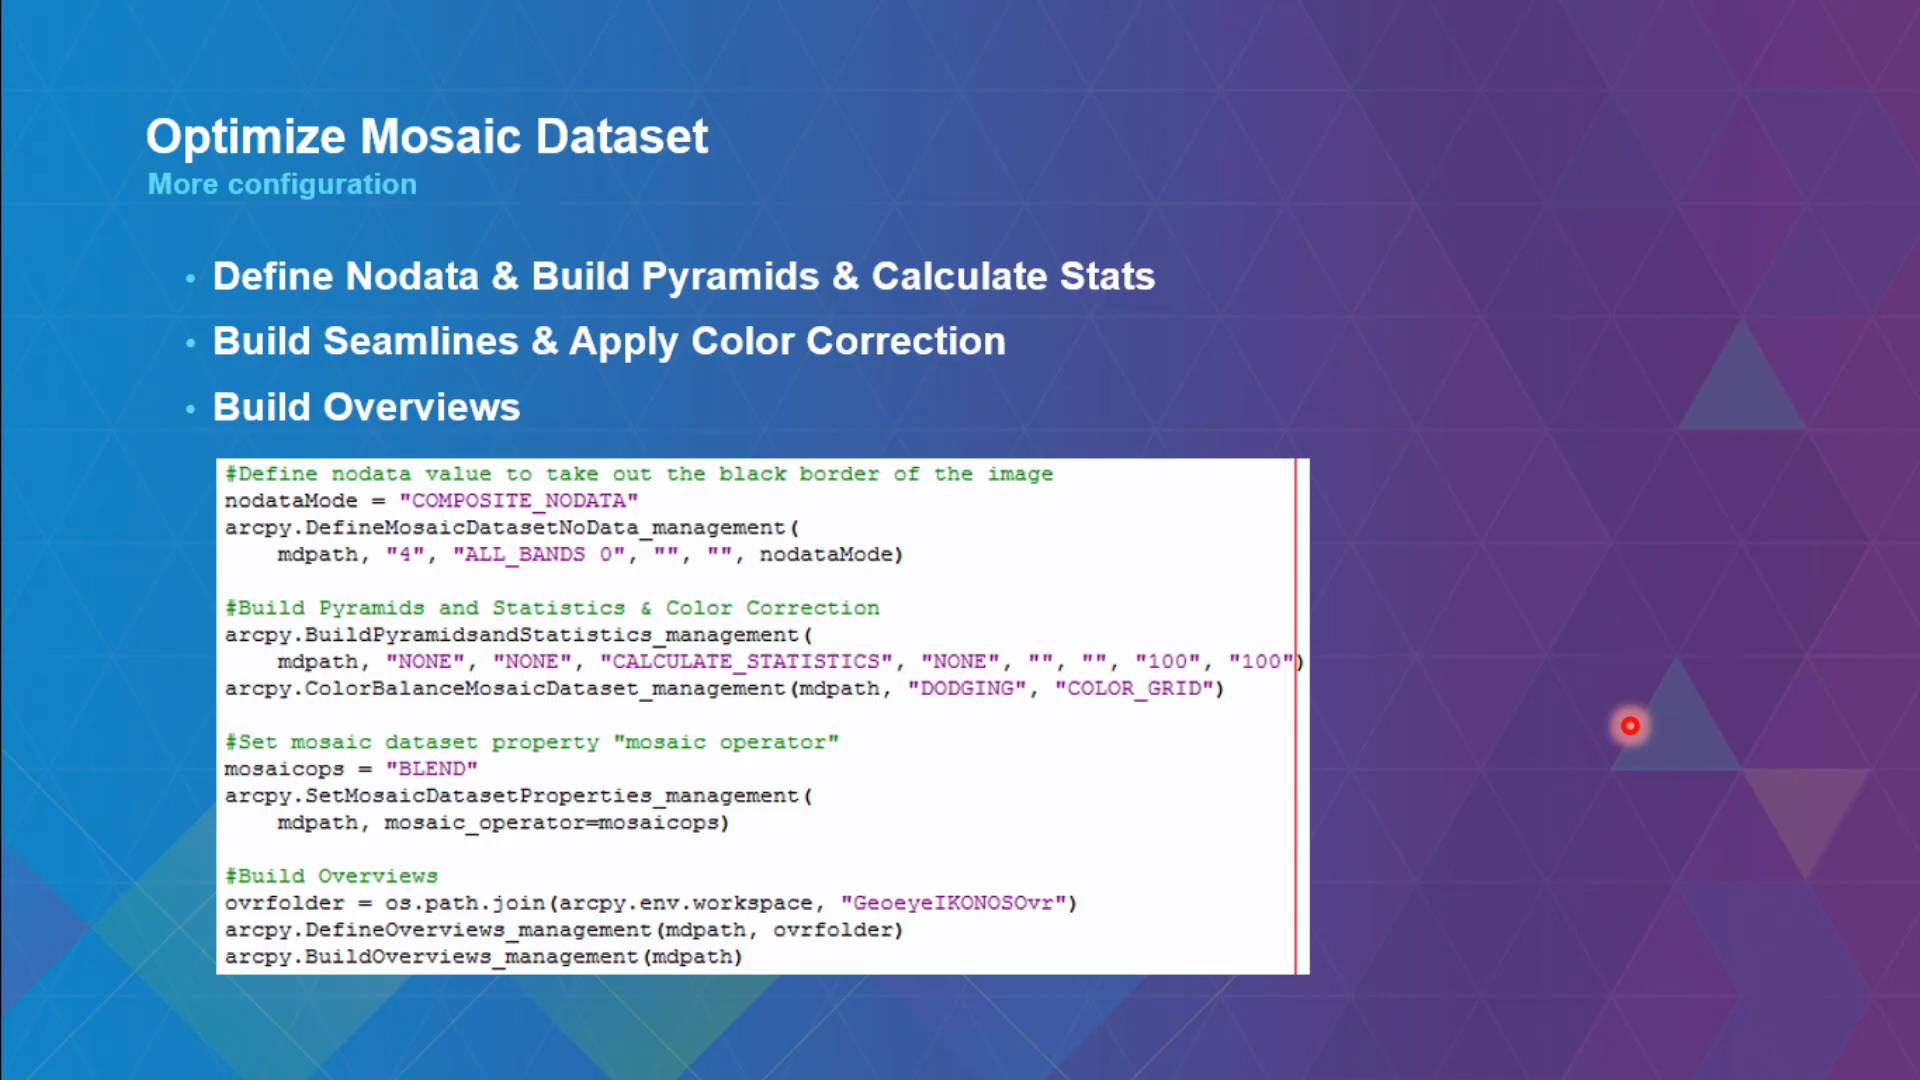 Optimize Mosaic Dataset
More configuration
• Define Nodata & Build Pyramids & Calculate Stats
• Build Seamlines & Apply Color Correction
• Build Overviews
#Define nodata value to take out the black border of the image
nodataMode = "COMPOSITE_NODATA"
arcpy.DefineMosaicDatasetNoData_management(
    mdpath, "4", "ALL_BANDS 0", "", "", nodataMode)
#Build Pyramids and Statistics & Color Correction
arcpy.BuildPyramidsandStatistics_management(
    mdpath, "NONE", "NONE", "CALCULATE_STATISTICS", "NONE", "", "", "100", "100")
arcpy.ColorBalanceMosaicDataset_management(mdpath, "DODGING", "COLOR_GRID")
#Set mosaic dataset property "mosaic operator"
mosaicops = "BLEND"
arcpy.SetMosaicDatasetProperties_management(
    mdpath, mosaic_operator=mosaicops)
#Build Overviews
ovrfolder = os.path.join(arcpy.env.workspace, "GeoeyeIKONOSOvr")
arcpy.DefineOverviews_management(mdpath, ovrfolder)
arcpy.BuildOverviews_management(mdpath)